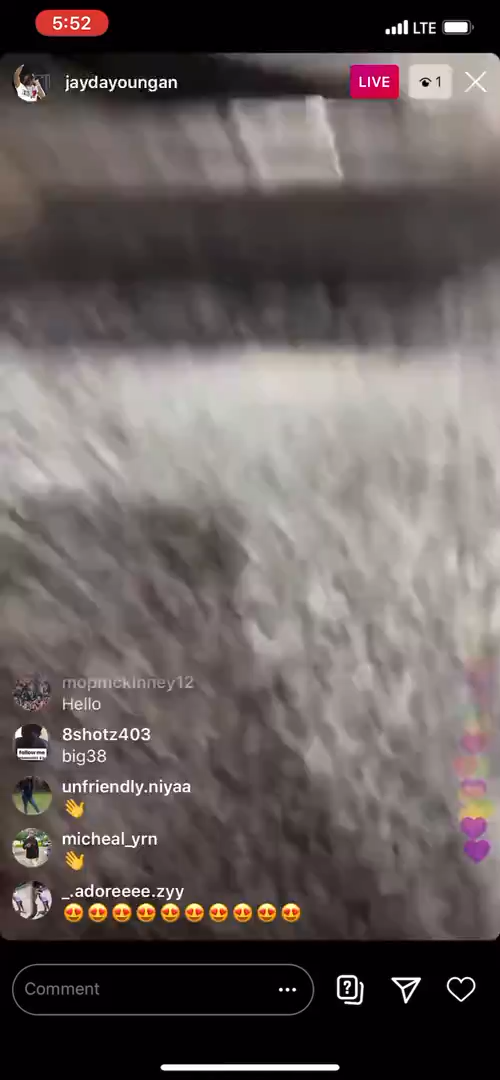 5:52
LTE
jaydayoungan
LIVE
1
mopmckinney12
Hello
8shotz403
big38
unfriendly.niyaa
👋
micheal_yrn
👋
_.adoreeee.zyy
😍😍😍😍😍😍😍😍😍😍
Comment